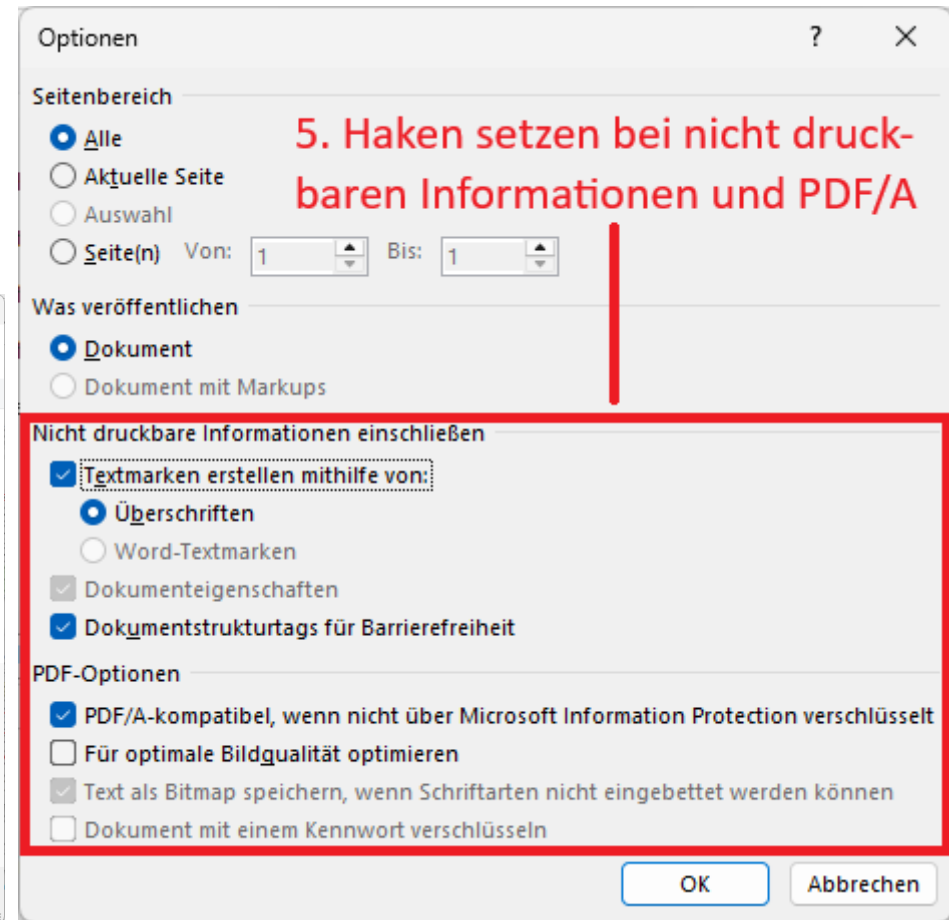 Optionen ? ×
Seitenbereich
Alle
5. Haken setzen bei nicht druck-
baren Informationen und PDF/A
Aktuelle Seite
Auswahl
Seite(n) Von: 1 Bis: 1
Was veröffentlichen
Dokument
Dokument mit Markups
Nicht druckbare Informationen einschließen
Textmarken erstellen mithilfe von:
Überschriften
Word-Textmarken
Dokumenteigenschaften
Dokumentstrukturtags für Barrierefreiheit
PDF-Optionen
PDF/A-kompatibel, wenn nicht über Microsoft Information Protection verschlüsselt
Für optimale Bildqualität optimieren
Text als Bitmap speichern, wenn Schriftarten nicht eingebettet werden können
Dokument mit einem Kennwort verschlüsseln
OK Abbrechen